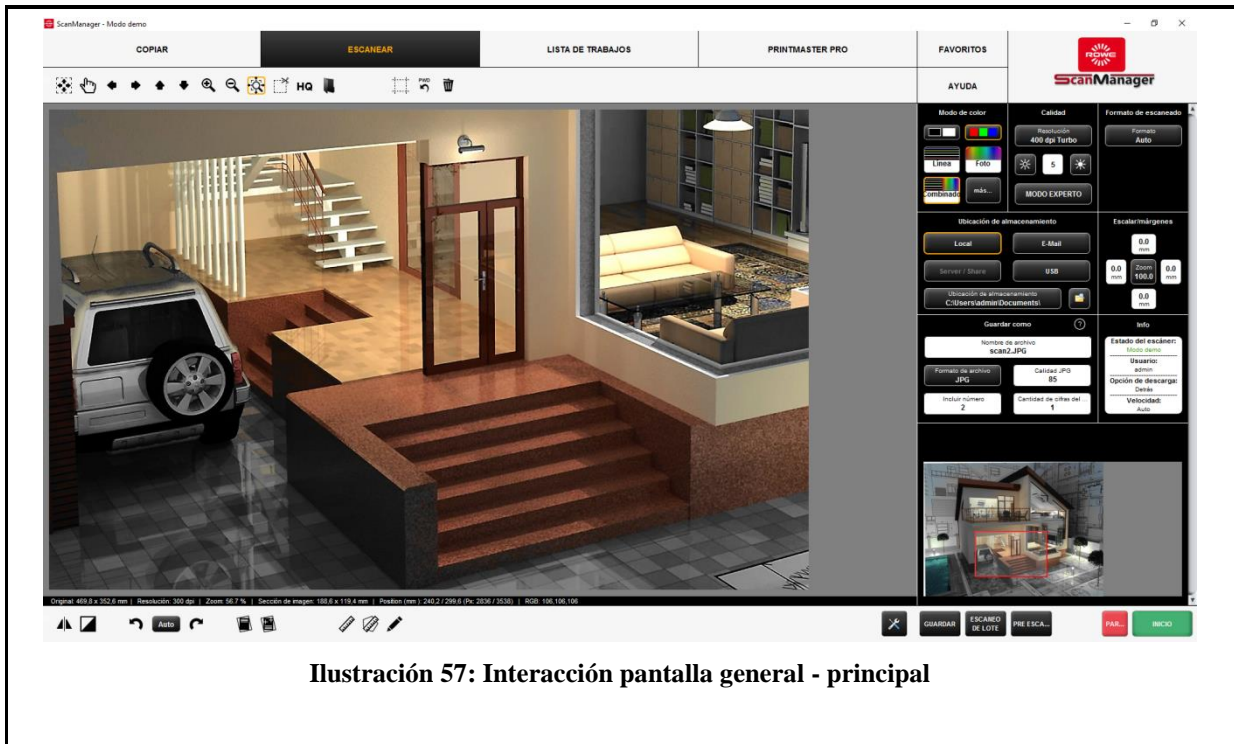 ScanManager - Modo demo
COPIAR
ESCANEAR
LISTA DE TRABAJOS
PRINTMASTER PRO
FAVORITOS
AYUDA
ROWE
ScanManager
HQ
PWD
Modo de color
Calidad
Formato de escaneado
Resolución
400 dpi Turbo
Formato
Auto
Línea
Foto
5
Combinado
más...
MODO EXPERTO
Ubicación de almacenamiento
Escalar/márgenes
Local
E-Mail
0.0
mm
Server / Share
USB
0.0
mm
Zoom
100.0
0.0
mm
Ubicación de almacenamiento
C:\Users\admin\Documents\
0.0
mm
Guardar como
?
Info
Nombre de archivo
scan2.JPG
Estado del escáner:
Modo demo
Usuario:
admin
Formato de archivo
JPG
Calidad JPG
85
Opción de descarga:
Detrás
Incluir número
2
Cantidad de cifras del ...
1
Velocidad:
Auto
Original: 469,8 x 352,6 mm | Resolución: 300 dpi | Zoom: 56.7 % | Sección de imagen: 188,6 x 119,4 mm | Position (mm ): 240,2 / 299,6 (Px: 2836 / 3538) | RGB: 106,106,106
Auto
GUARDAR
ESCANEO
DE LOTE
PRE ESCA...
PAR...
INICIO
Ilustración 57: Interacción pantalla general - principal